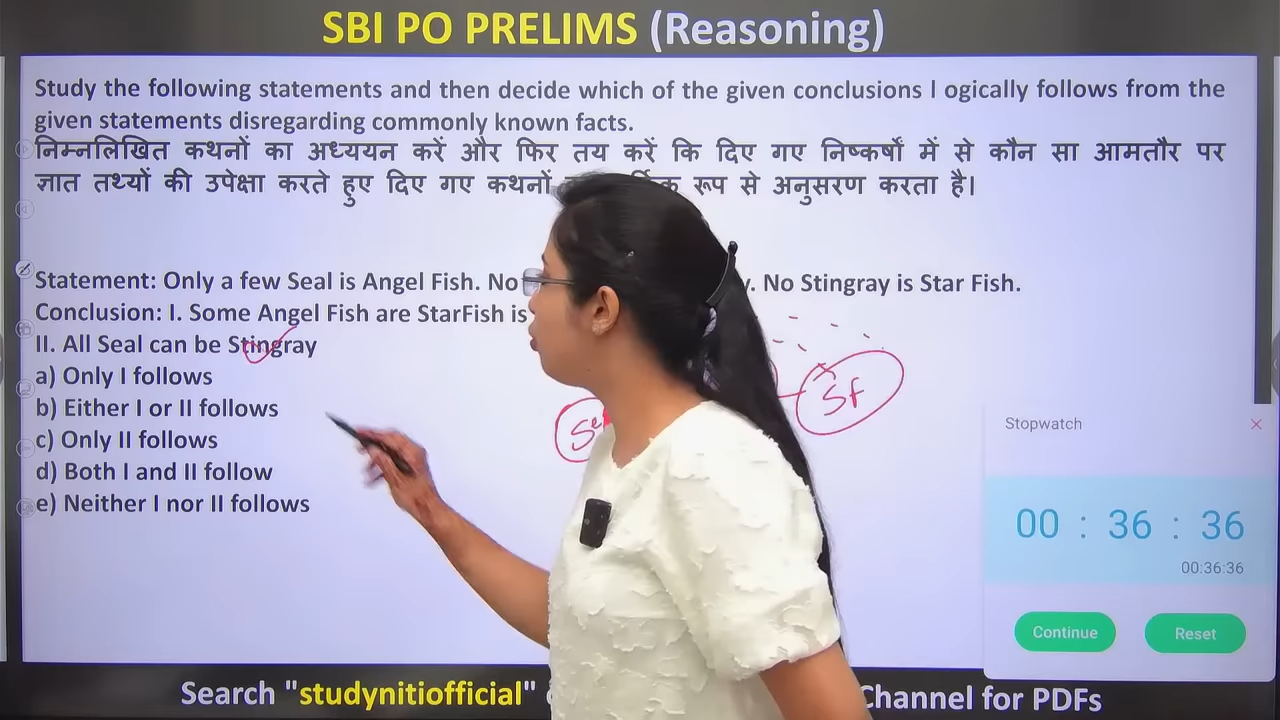 SBI PO PRELIMS (Reasoning)
Study the following statements and then decide which of the given conclusions l ogically follows from the
given statements disregarding commonly known facts.
निम्नलिखित कथनों का अध्ययन करें और फिर तय करें कि दिए गए निष्कर्षों में से कौन सा आमतौर पर
ज्ञात तथ्यों की उपेक्षा करते हुए दिए गए कथनों रूप से अनुसरण करता है।
Statement: Only a few Seal is Angel Fish. No . No Stingray is Star Fish.
Conclusion: I. Some Angel Fish are StarFish is
II. All Seal can be Stingray
Sf
a) Only I follows
b) Either I or II follows
c) Only II follows
d) Both I and II follow
e) Neither I nor II follows
Stopwatch
00 : 36 : 36
00:36:36
Continue Reset
Search "studynitiofficial" Channel for PDFs